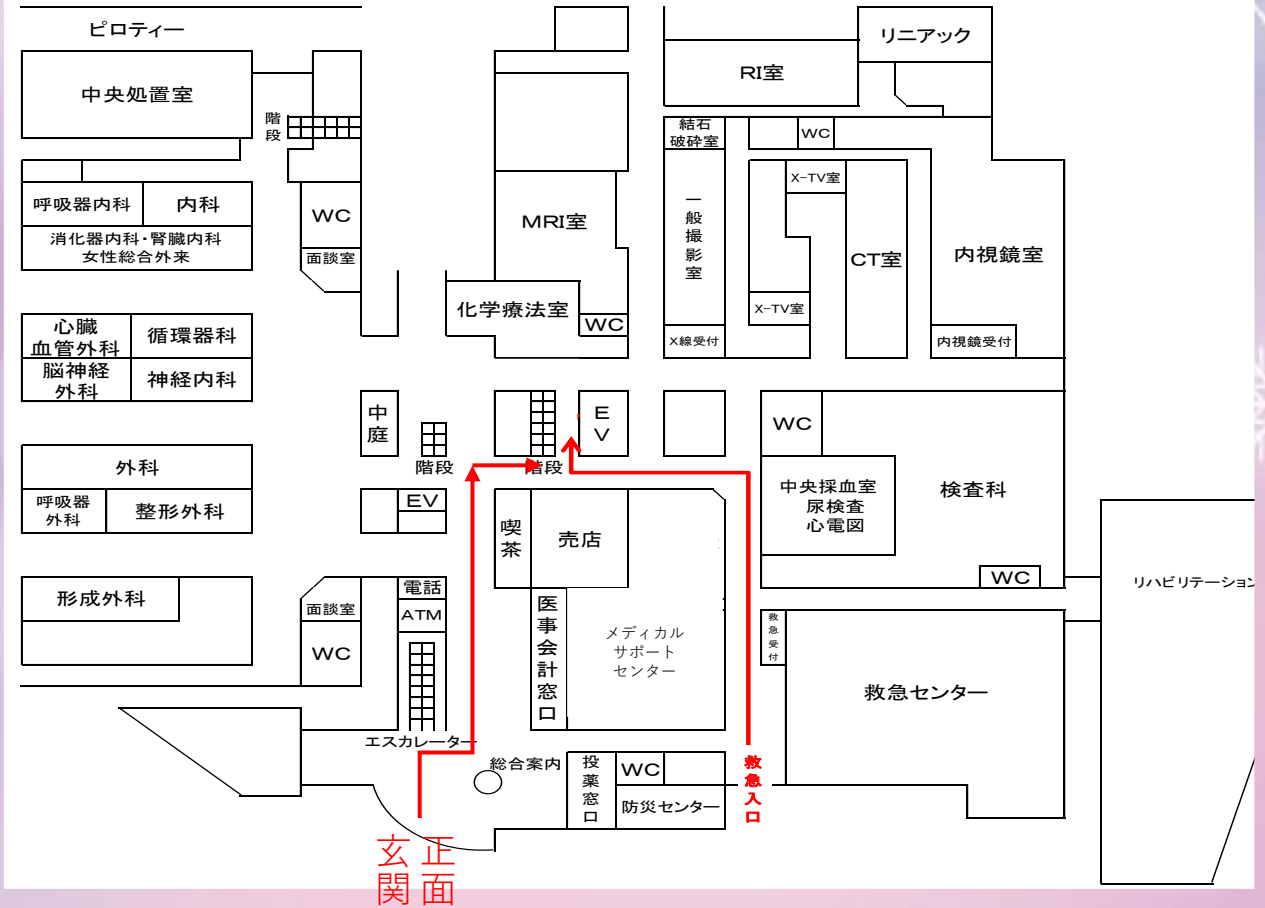 ピロティー
リニアック
RI室
中央処置室
階
段
結石
破砕室
WC
X-TV室
呼吸器内科
内科
WC
MRI室
一
般
撮
影
室
消化器内科・腎臓内科
女性総合外来
面談室
CT室
内視鏡室
化学療法室
WC
X-TV室
心臓
血管外科
循環器科
X線受付
内視鏡受付
脳神経
外科
神経内科
中
庭
階段
階段
E
V
WC
外科
呼吸器
外科
整形外科
EV
喫
茶
売店
中央採血室
尿検査
心電図
検査科
WC
リハビリテーション
形成外科
面談室
電話
ATM
WC
医
事
会
計
窓
口
メディカル
サポート
センター
救
急
受
付
救急センター
エスカレーター
総合案内
投
薬
窓
口
WC
防災センター
救
急
入
口
正面
玄関